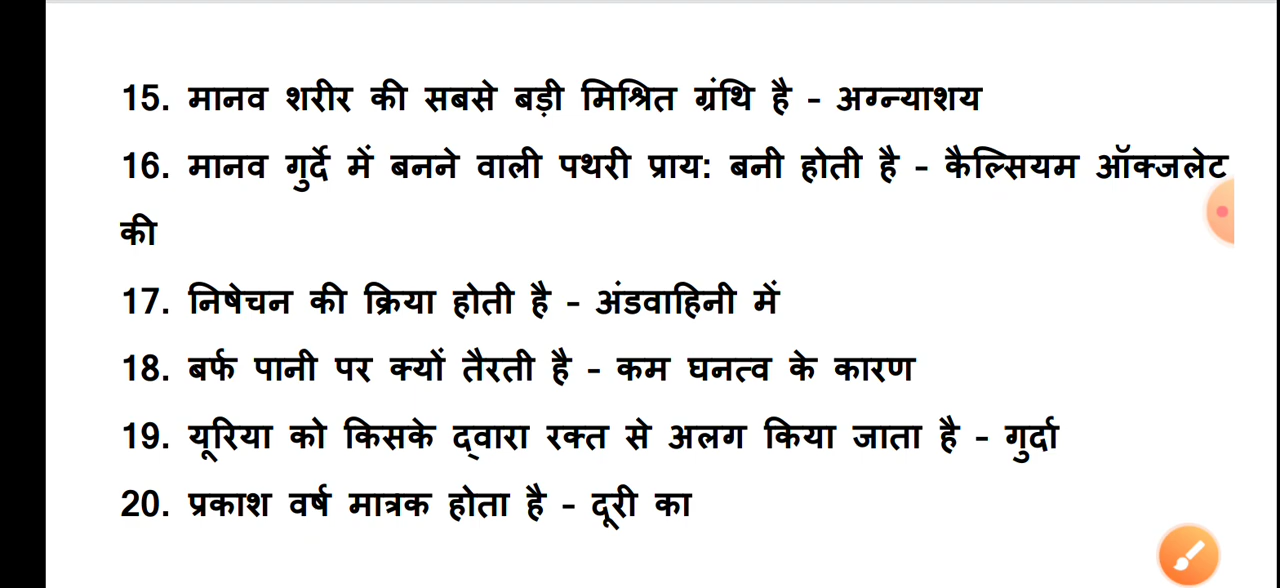 15. मानव शरीर की सबसे बड़ी मिश्रित ग्रंथि है - अग्न्याशय
16. मानव गुर्दे में बनने वाली पथरी प्राय: बनी होती है - कैल्सियम ऑक्जलेट
की
17. निषेचन की क्रिया होती है - अंडवाहिनी में
18. बर्फ पानी पर क्यों तैरती है - कम घनत्व के कारण
19. यूरिया को किसके द्वारा रक्त से अलग किया जाता है - गुर्दा
20. प्रकाश वर्ष मात्रक होता है - दूरी का